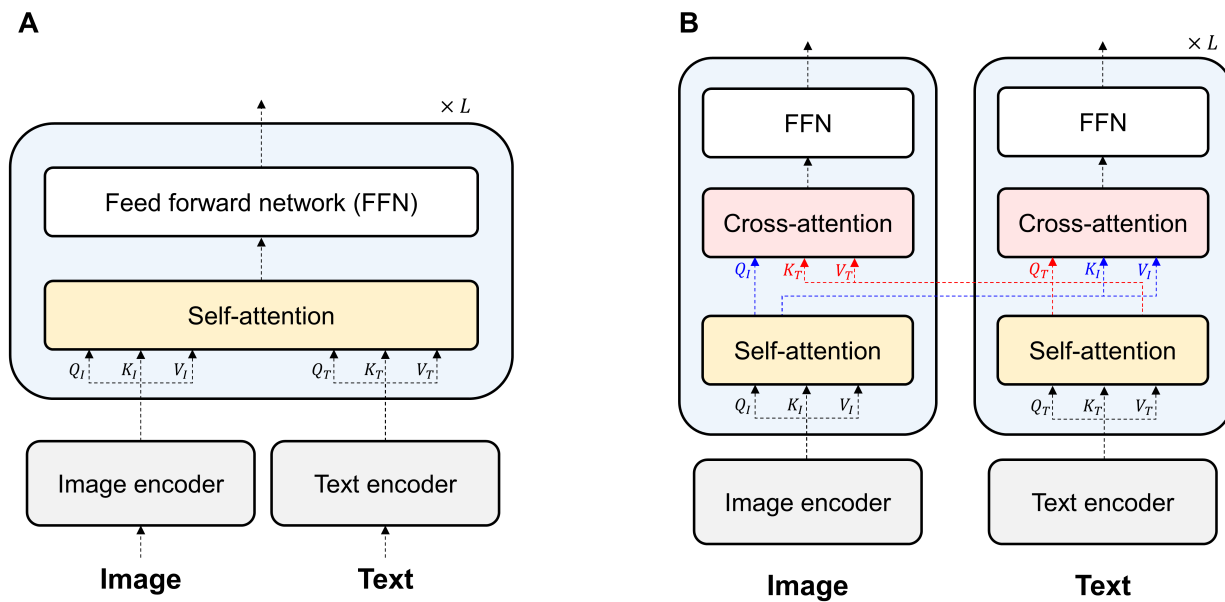 A
× L
Feed forward network (FFN)
Self-attention
Q_I K_I V_I Q_T K_T V_T
Image encoder Text encoder
Image Text
B
× L
FFN FFN
Cross-attention Cross-attention
Q_I K_T V_T Q_T K_I V_I
Self-attention Self-attention
Q_I K_I V_I Q_T K_T V_T
Image encoder Text encoder
Image Text